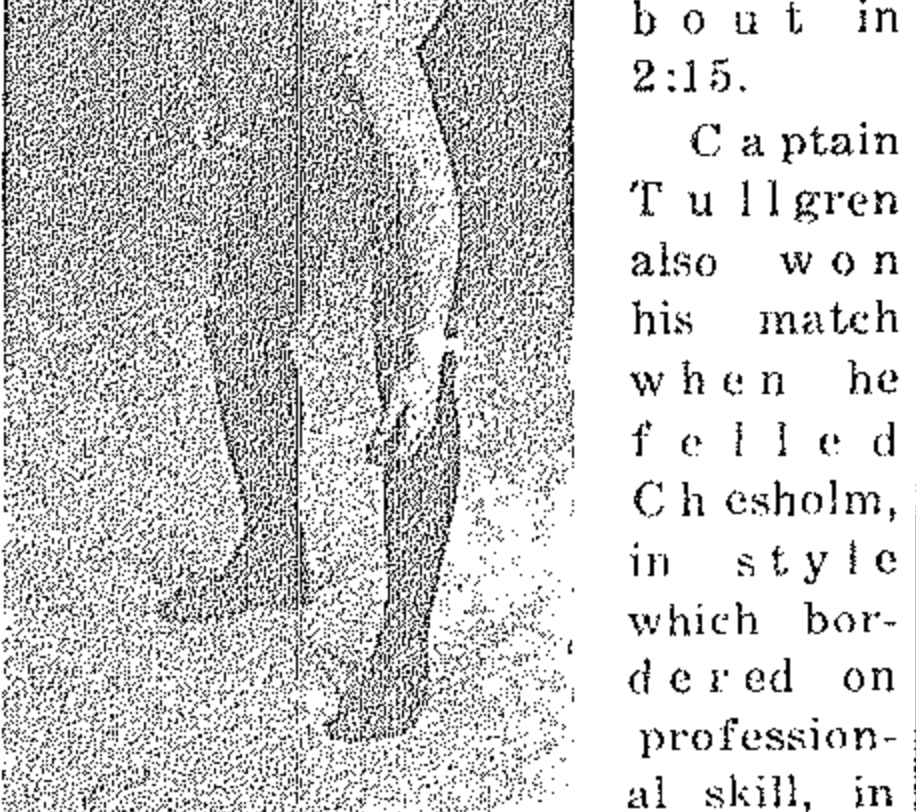 bout in
2:15.
Captain
Tullgren
also won
his match
when he
felled
Chesholm,
in style
which bor-
dered on
profession-
al skill, in